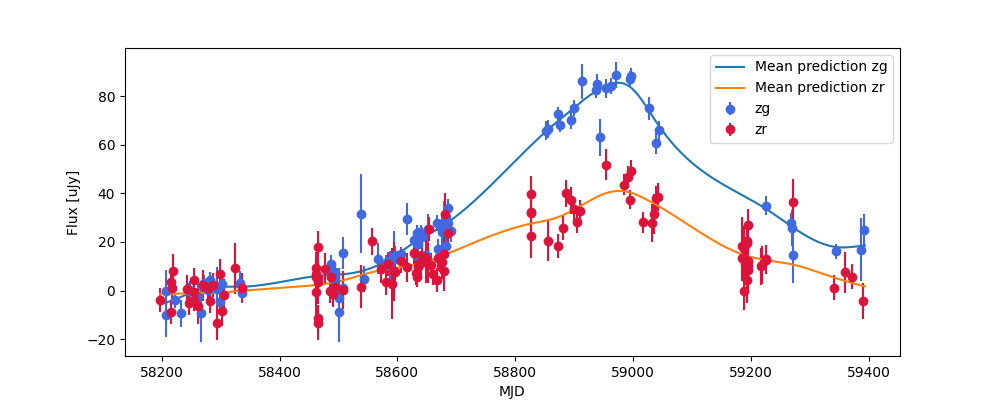 Mean prediction zg
Mean prediction zr
zg
zr
80
60
40
20
0
−20
Flux [uJy]
58200 58400 58600 58800 59000 59200 59400
MJD